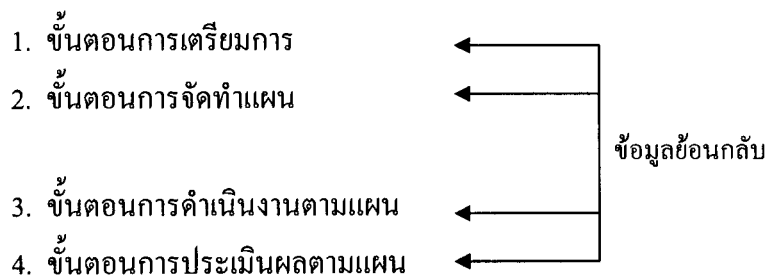 1. ขั้นตอนการเตรียมการ
2. ขั้นตอนการจัดทำแผน
ข้อมูลย้อนกลับ
3. ขั้นตอนการดำเนินงานตามแผน
4. ขั้นตอนการประเมินผลตามแผน